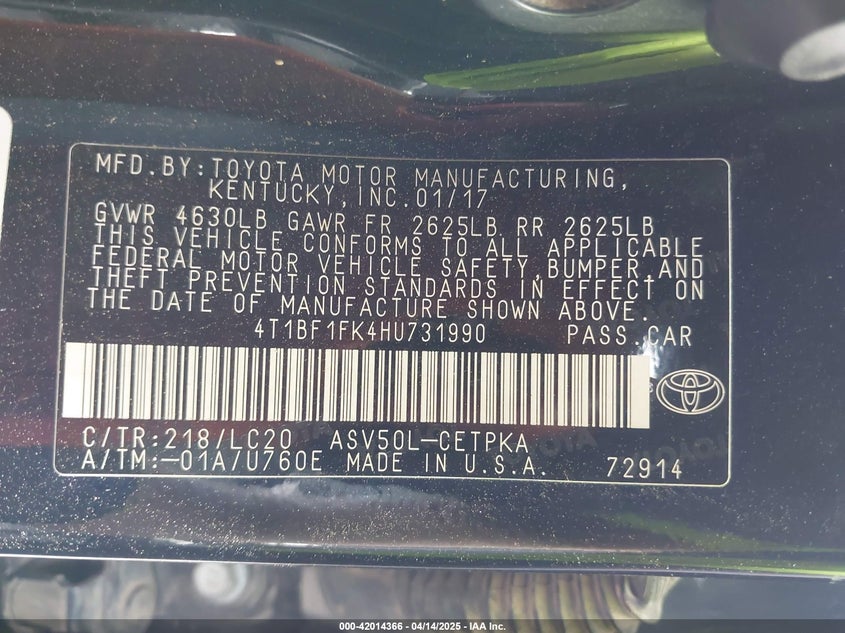 MFD.BY:TOYOTA MOTOR MANUFACTURING,
KENTUCKY,INC.01/17
GVWR 4630LB GAWR FR 2625LB RR 2625LB
THIS VEHICLE CONFORMS TO ALL APPLICABLE
FEDERAL MOTOR VEHICLE SAFETY,BUMPER,AND
THEFT PREVENTION STANDARDS IN EFFECT ON
THE DATE OF MANUFACTURE SHOWN ABOVE.
4T1BF1FK4HU731990 PASS.CAR
C/TR:218/LC20 ASV50L-CETPKA
A/TM:-01A/U760E MADE IN U.S.A. 72914
000-42014366 - 04/14/2025 - IAA Inc.